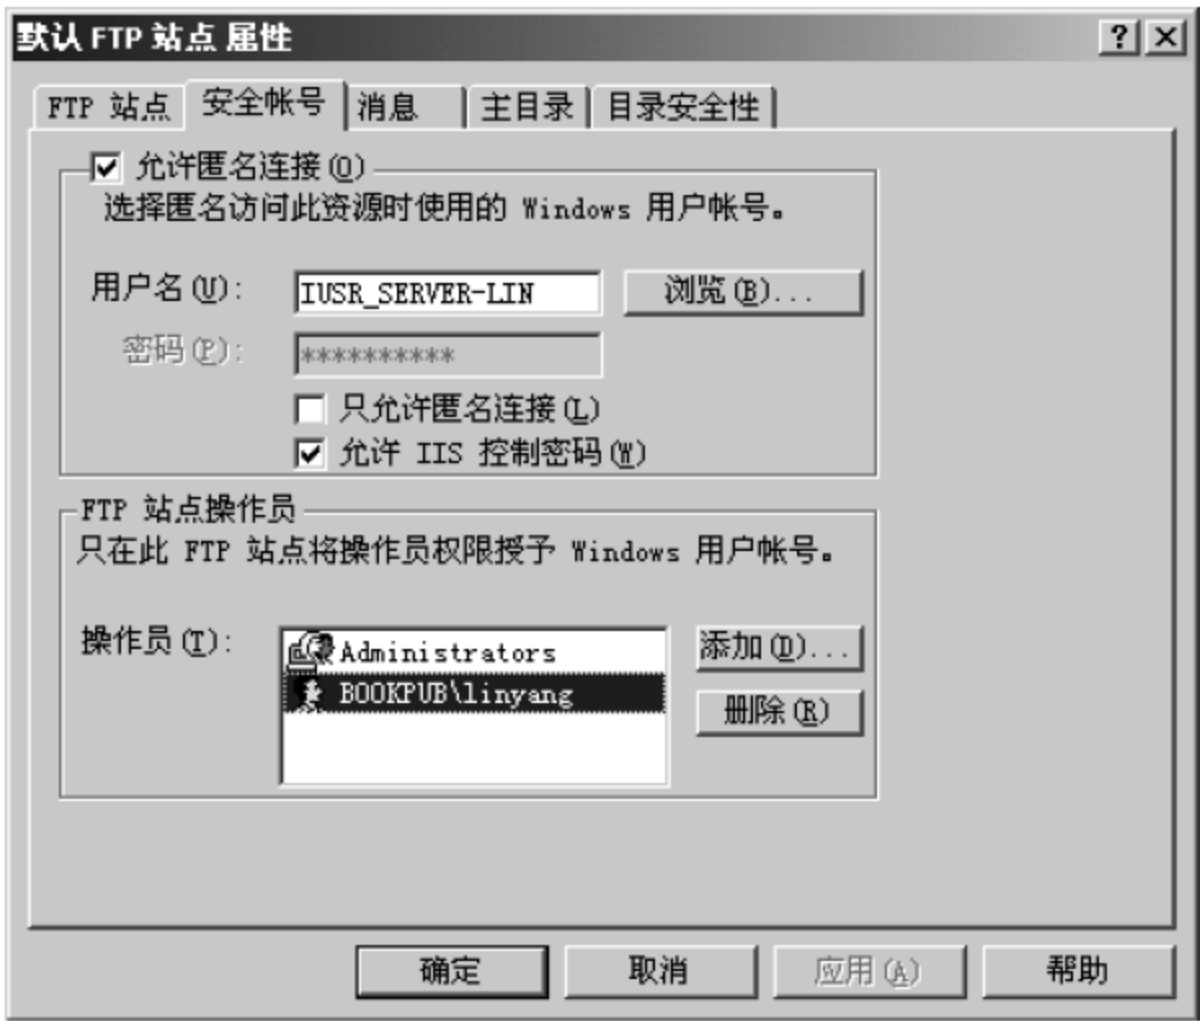 默认 FTP 站点 属性
FTP 站点 安全帐号 消息 主目录 目录安全性
允许匿名连接(O)
选择匿名访问此资源时使用的 Windows 用户帐号。
用户名(U): IUSR_SERVER-LIN 浏览(B)...
密码(P): **********
只允许匿名连接(L)
允许 IIS 控制密码(W)
FTP 站点操作员
只在此 FTP 站点将操作员权限授予 Windows 用户帐号。
操作员(T): Administrators 添加(D)...
BOOKPUB\linyang 删除(R)
确定 取消 应用(A) 帮助